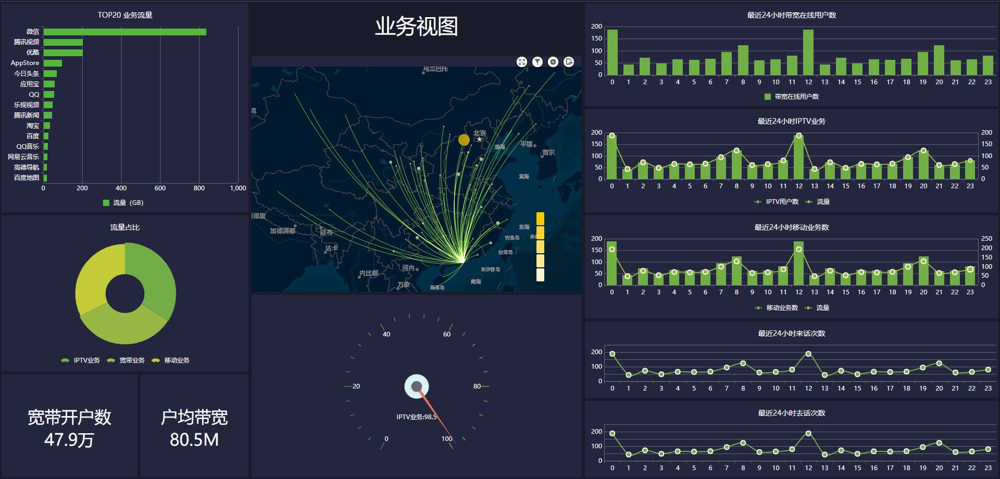 TOP20 业务流量
微信
腾讯视频
优酷
AppStore
今日头条
应用宝
QQ
乐视视频
腾讯新闻
淘宝
百度
QQ音乐
网易云音乐
高德导航
百度地图
0 200 400 600 800 1,000
流量（GB）
流量占比
IPTV业务 宽带业务 移动业务
宽带开户数
47.9万
户均带宽
80.5M
业务视图
乌兰巴托
克
北京
渤海
平壤
首尔
黄海
新德里
加德满都
廷布
达卡
东海
钓鱼岛
台湾岛
内比都
河内
东沙群岛
万象
海南岛
南海
40 60
20 80
IPTV业务:98.5
0 100
最近24小时带宽在线用户数
200
150
100
50
0
0 1 2 3 4 5 6 7 8 9 10 11 12 13 14 15 16 17 18 19 20 21 22 23
带宽在线用户数
最近24小时IPTV业务
200 200
150 150
100 100
50 50
0 0
0 1 2 3 4 5 6 7 8 9 10 11 12 13 14 15 16 17 18 19 20 21 22 23
IPTV用户数 流量
最近24小时移动业务数
200 250
150 200
100 150
50 100
0 50
0
0 1 2 3 4 5 6 7 8 9 10 11 12 13 14 15 16 17 18 19 20 21 22 23
移动业务数 流量
最近24小时来话次数
200
100
0
0 1 2 3 4 5 6 7 8 9 10 11 12 13 14 15 16 17 18 19 20 21 22 23
最近24小时去话次数
200
100
0
0 1 2 3 4 5 6 7 8 9 10 11 12 13 14 15 16 17 18 19 20 21 22 23